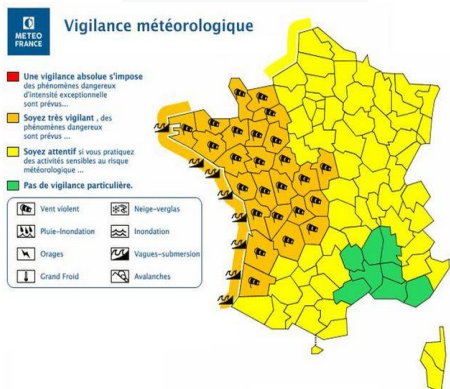 METEO
FRANCE
Vigilance météorologique
Une vigilance absolue s'impose
des phénomènes dangereux
d'intensité exceptionnelle
sont prévus...
Soyez très vigilant, des
phénomènes dangereux
sont prévus ...
Soyez attentif si vous pratiquez
des activités sensibles au risque
météorologique ...
Pas de vigilance particulière.
Vent violent
Neige-verglas
Pluie-Inondation
Inondation
Orages
Vagues-submersion
Grand Froid
Avalanches